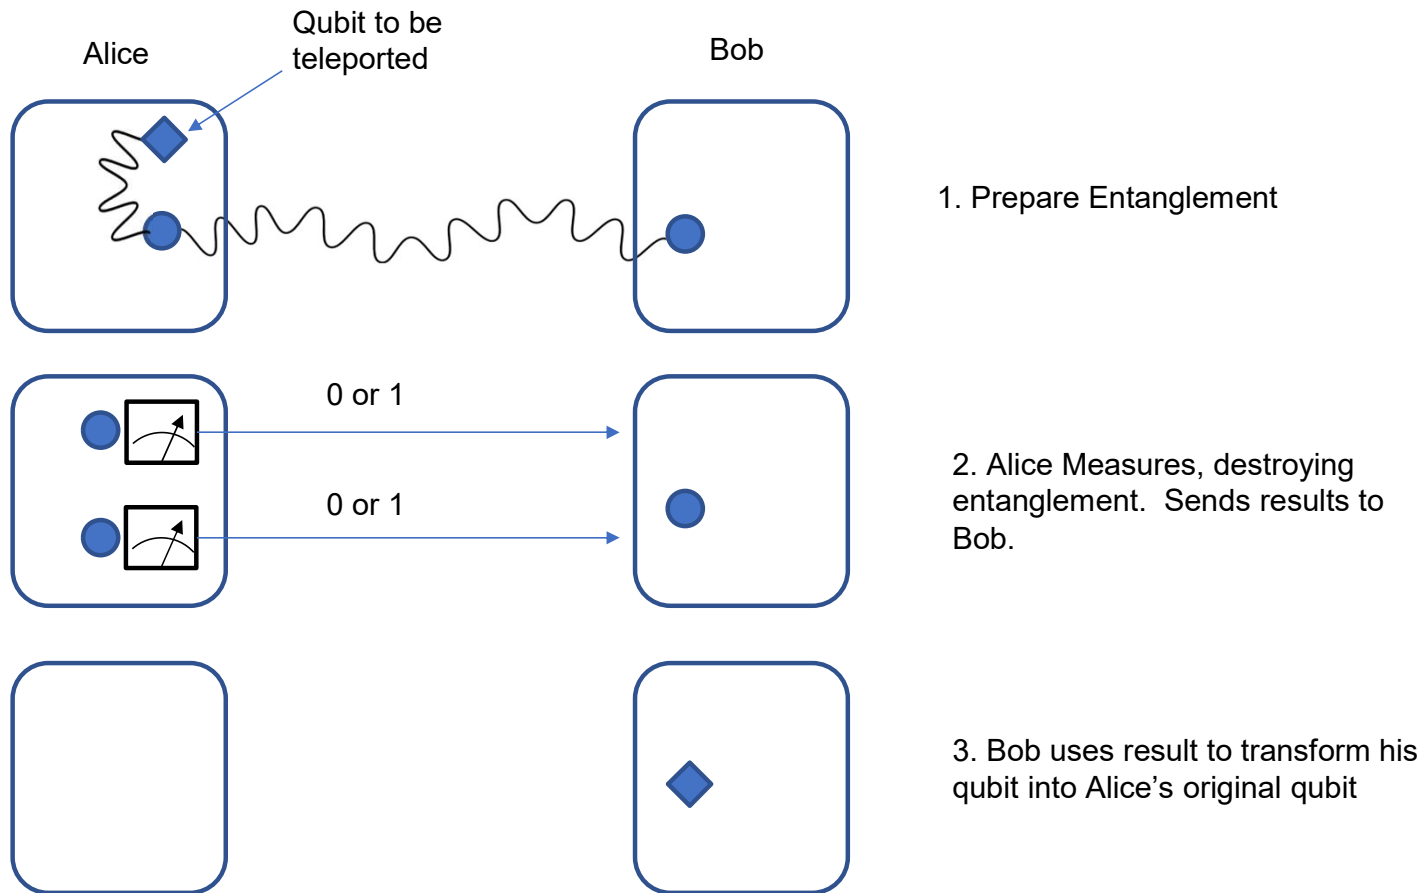 Qubit to be
teleported
Alice
Bob
1. Prepare Entanglement
0 or 1
0 or 1
2. Alice Measures, destroying
entanglement.  Sends results to
Bob.
3. Bob uses result to transform his
qubit into Alice’s original qubit